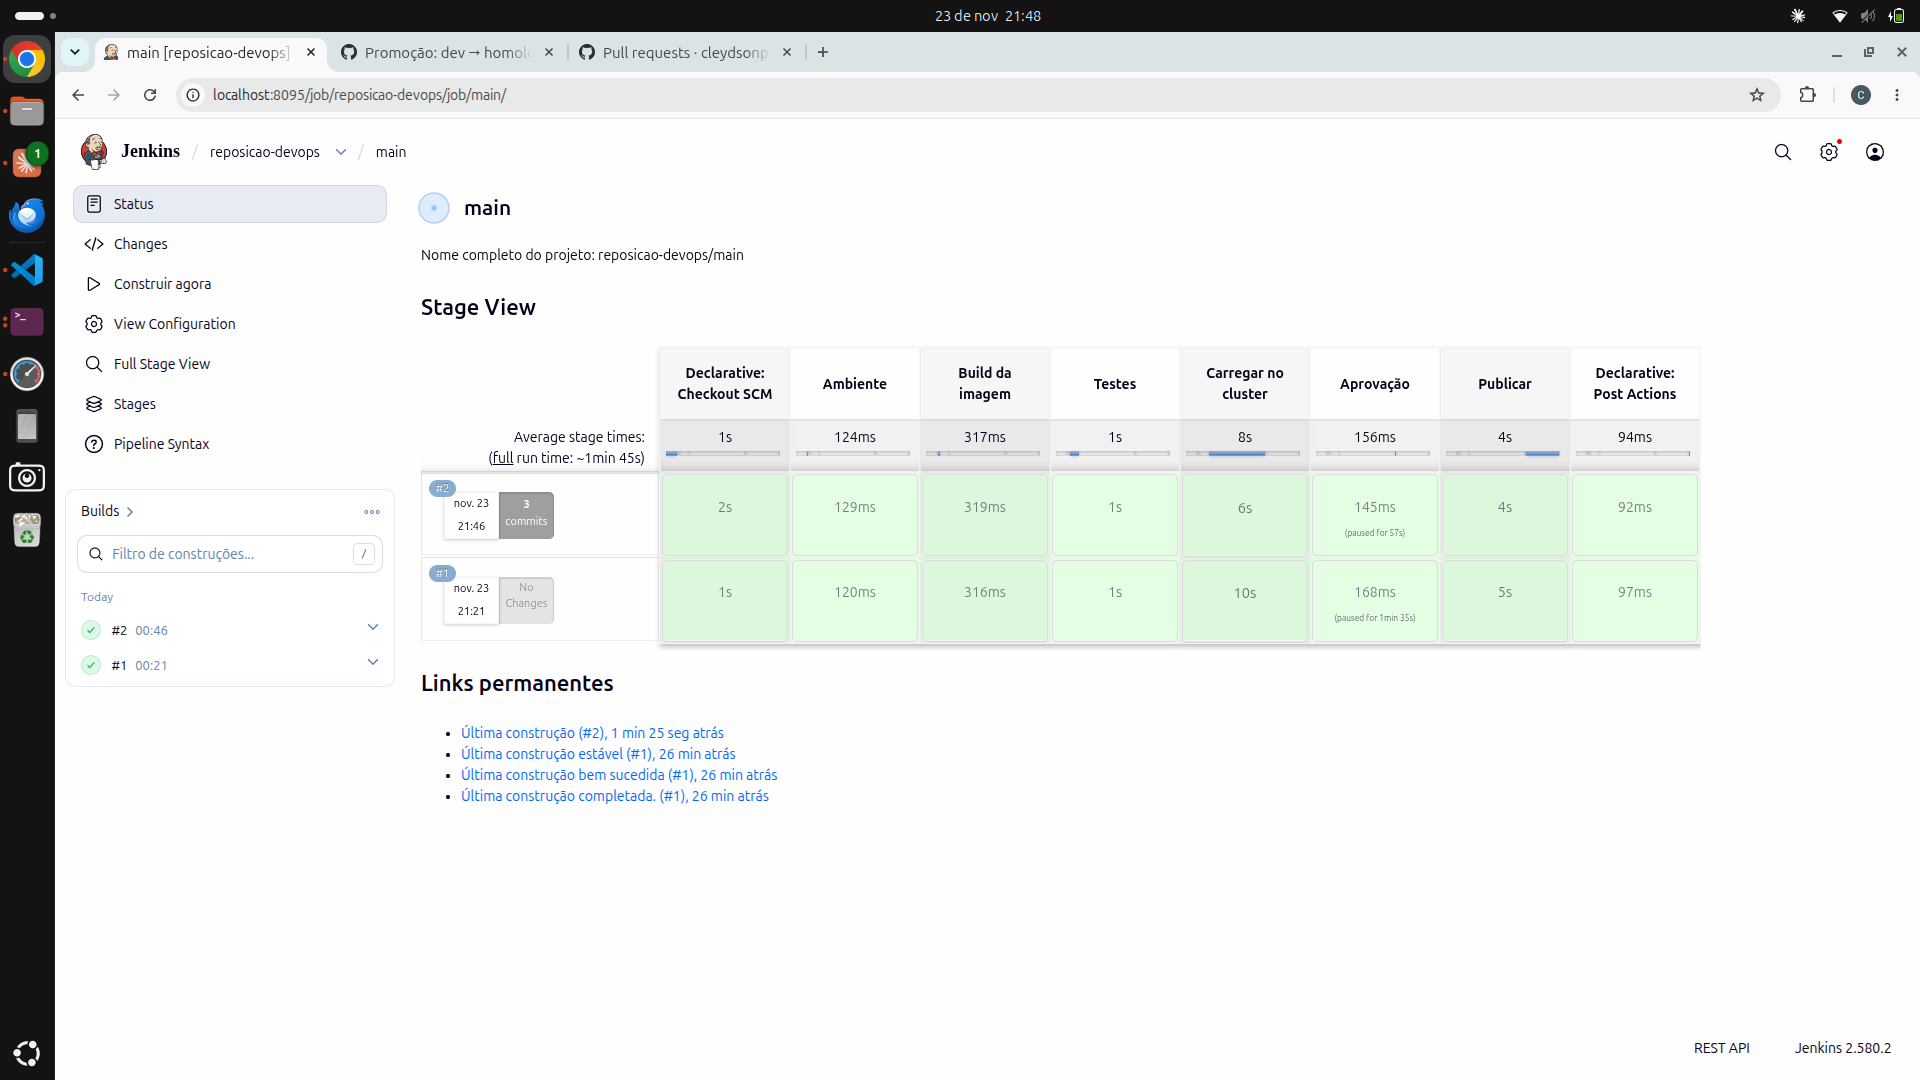 23 de nov  21:48
main [reposicao-devops]
Promoção: dev → homolo
Pull requests · cleydsonp
localhost:8095/job/reposicao-devops/job/main/
C
1
Jenkins / reposicao-devops / main
Status
Changes
Construir agora
View Configuration
Full Stage View
Stages
Pipeline Syntax
Builds
Filtro de construções...
/
Today
#2 00:46
#1 00:21
main
Nome completo do projeto: reposicao-devops/main
Stage View
Declarative: Checkout SCM
Ambiente
Build da imagem
Testes
Carregar no cluster
Aprovação
Publicar
Declarative: Post Actions
Average stage times:
(full run time: ~1min 45s)
1s 124ms 317ms 1s 8s 156ms 4s 94ms
#2
nov. 23
21:46
3
commits
2s 129ms 319ms 1s 6s 145ms 4s 92ms
(paused for 57s)
#1
nov. 23
21:21
No
Changes
1s 120ms 316ms 1s 10s 168ms 5s 97ms
(paused for 1min 35s)
Links permanentes
Última construção (#2), 1 min 25 seg atrás
Última construção estável (#1), 26 min atrás
Última construção bem sucedida (#1), 26 min atrás
Última construção completada. (#1), 26 min atrás
REST API
Jenkins 2.580.2